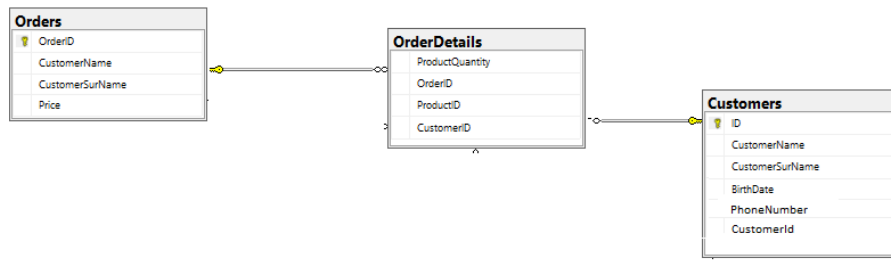 Orders
OrderID
CustomerName
CustomerSurName
Price
OrderDetails
ProductQuantity
OrderID
ProductID
CustomerID
Customers
ID
CustomerName
CustomerSurName
BirthDate
PhoneNumber
CustomerId